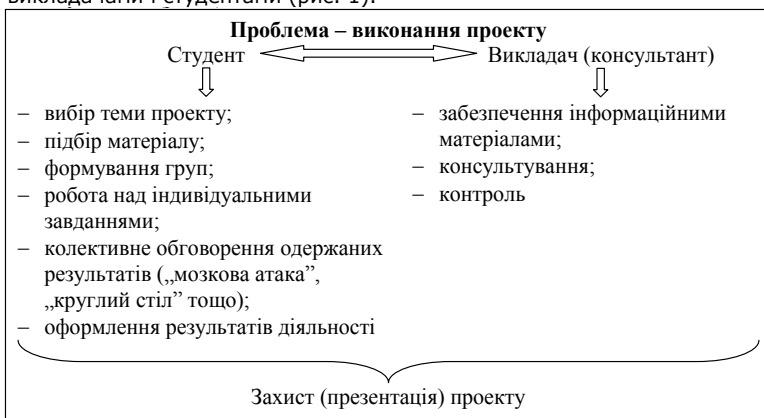 викладачами і студентами (рис. 1).
Проблема – виконання проекту
Студент Викладач (консультант)
– вибір теми проекту;
– підбір матеріалу;
– формування груп;
– робота над індивідуальними
завданнями;
– колективне обговорення одержаних
результатів („мозкова атака”,
„круглий стіл” тощо);
– оформлення результатів діяльності
– забезпечення інформаційними
матеріалами;
– консультування;
– контроль
Захист (презентація) проекту